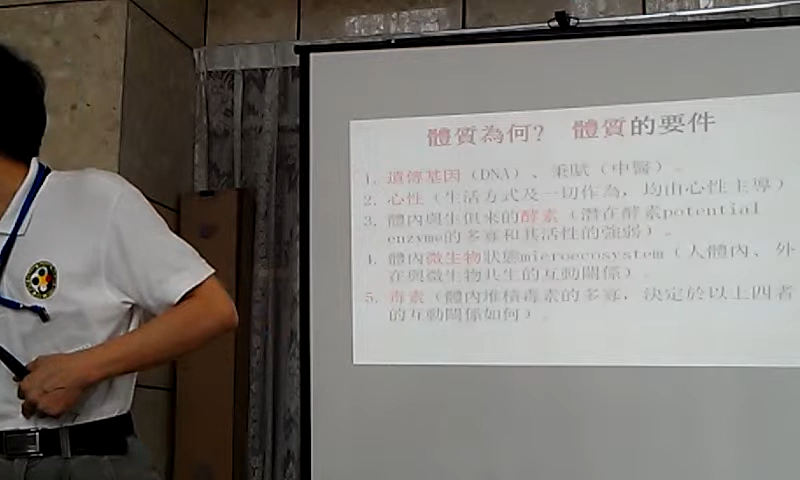 體質為何? 體質的要件
1. 遺傳基因（DNA）、秉賦（中醫）。
2. 心性（生活方式及一切作為，均由心性主導）
3. 體內與生俱來的酵素（潛在酵素potential
enzyme的多寡和其活性的強弱）。
4. 體內微生物狀態microecosystem（人體內、外
在與微生物共生的互動關係）。
5. 毒素（體內堆積毒素的多寡，決定於以上四者
的互動關係如何）。